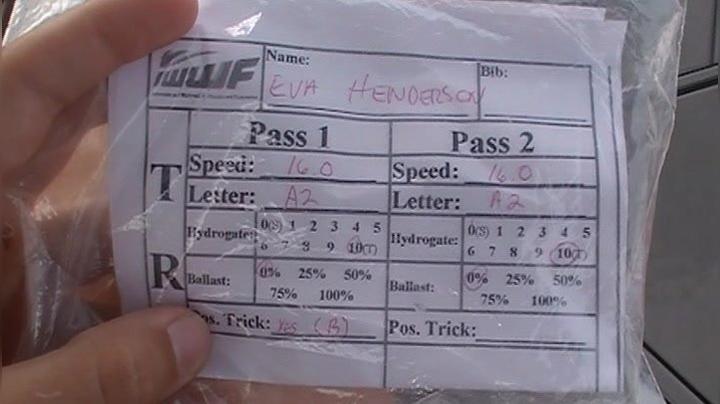 IWWF
Name:
EVA HENDERSON
Bib:
Pass 1
Pass 2
T
R
Speed: 16.0
Speed: 16.0
Letter: A2
Letter: A2
Hydrogate: 0(S) 1 2 3 4 5
6 7 8 9 10(T)
Hydrogate: 0(S) 1 2 3 4 5
6 7 8 9 10(T)
Ballast: 0% 25% 50%
75% 100%
Ballast: 0% 25% 50%
75% 100%
Pos. Trick: YES (B)
Pos. Trick: